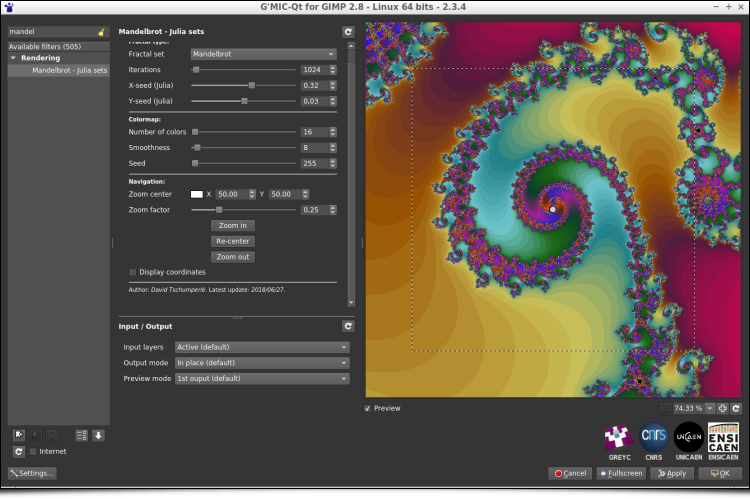 G'MIC-Qt for GIMP 2.8 - Linux 64 bits - 2.3.4
mandel
Available filters (505)
Rendering
Mandelbrot - Julia sets
Mandelbrot - Julia sets
Fractal type:
Fractal set Mandelbrot
Iterations 1024
X-seed (Julia) 0,32
Y-seed (Julia) 0,03
Colormap:
Number of colors 16
Smoothness 8
Seed 255
Navigation:
Zoom center X 50,00 Y 50,00
Zoom factor 0,25
Zoom in
Re-center
Zoom out
Display coordinates
Author: David Tschumperlé. Latest update: 2018/06/27.
Input / Output
Input layers Active (default)
Output mode In place (default)
Preview mode 1st ouput (default)
Preview
74.33 %
Internet
Settings...
CNRS
UNICAEN
ENSI
CAEN
GREYC CNRS UNICAEN ENSICAEN
Cancel Fullscreen Apply OK